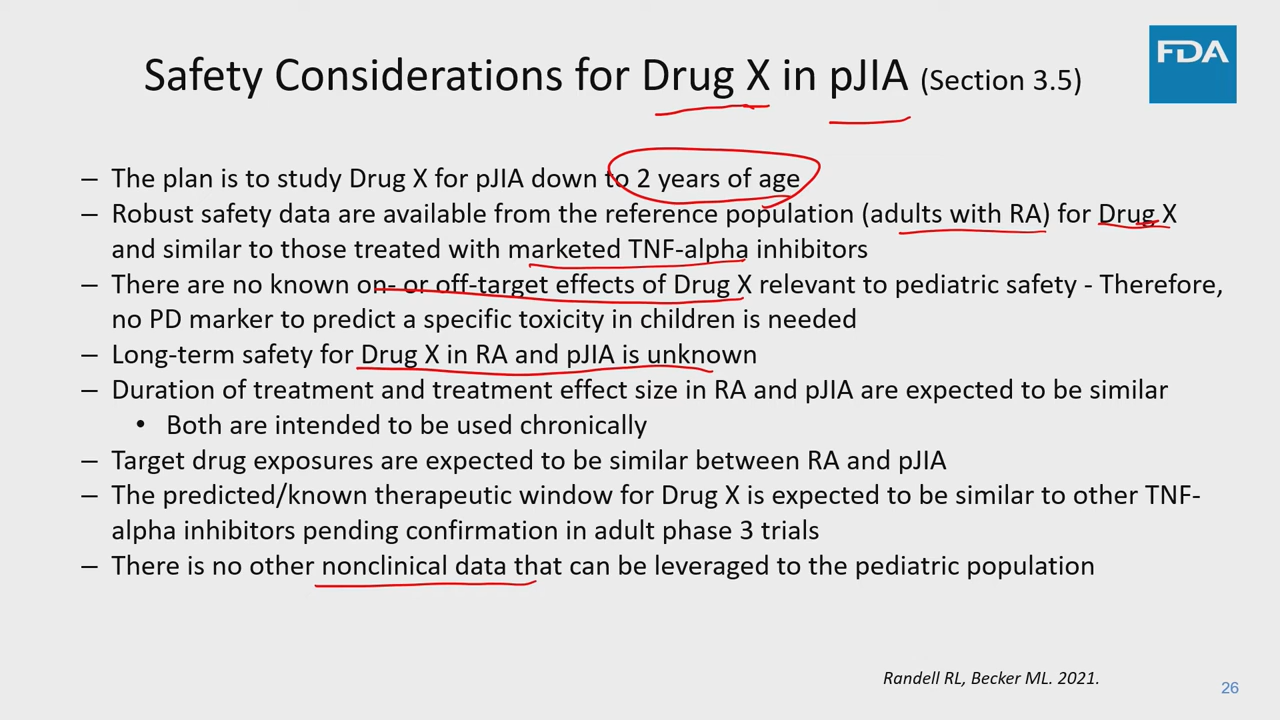 FDA
Safety Considerations for Drug X in pJIA (Section 3.5)
– The plan is to study Drug X for pJIA down to 2 years of age
– Robust safety data are available from the reference population (adults with RA) for Drug X
and similar to those treated with marketed TNF-alpha inhibitors
– There are no known on- or off-target effects of Drug X relevant to pediatric safety - Therefore,
no PD marker to predict a specific toxicity in children is needed
– Long-term safety for Drug X in RA and pJIA is unknown
– Duration of treatment and treatment effect size in RA and pJIA are expected to be similar
• Both are intended to be used chronically
– Target drug exposures are expected to be similar between RA and pJIA
– The predicted/known therapeutic window for Drug X is expected to be similar to other TNF-
alpha inhibitors pending confirmation in adult phase 3 trials
– There is no other nonclinical data that can be leveraged to the pediatric population
Randell RL, Becker ML. 2021.
26